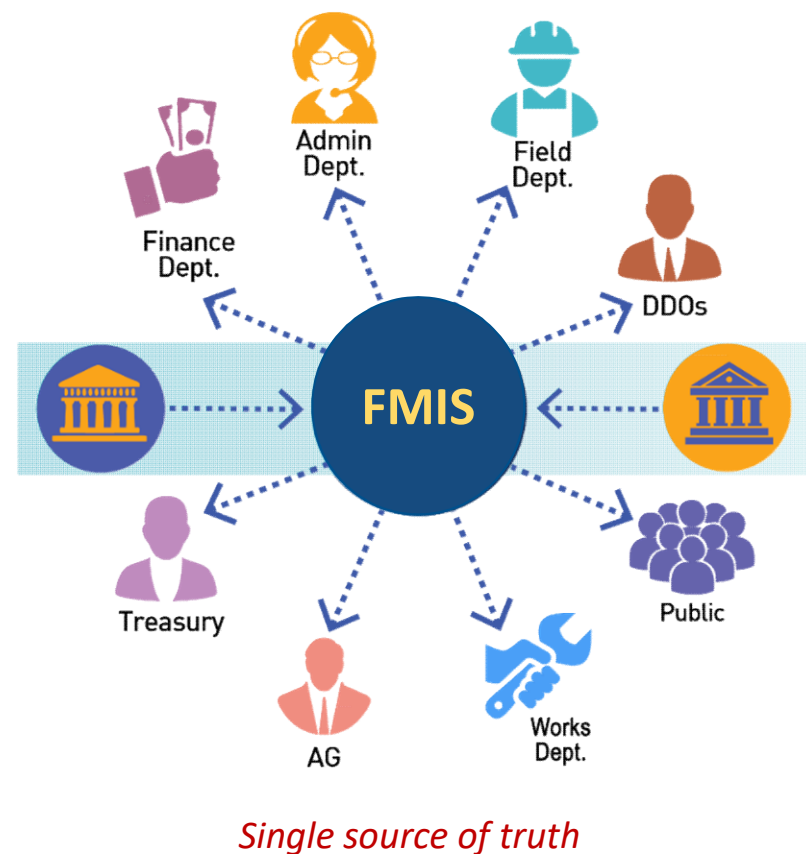 Admin
Dept.
Field
Dept.
Finance
Dept.
DDOs
FMIS
Treasury
Public
AG
Works
Dept.
Single source of truth